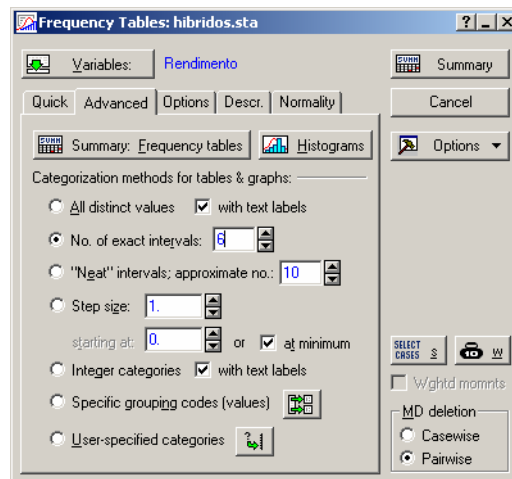 Frequency Tables: hibridos.sta
Variables: Rendimento
Summary
Quick Advanced Options Descr. Normality
Cancel
SUMM Summary: Frequency tables Histograms
Options
Categorization methods for tables & graphs:
All distinct values with text labels
No. of exact intervals: 6
"Neat" intervals; approximate no.: 10
Step size: 1.
starting at: 0. or at minimum
SELECT CASES S W
Integer categories with text labels
Wghtd momnts
Specific grouping codes (values)
MD deletion
User-specified categories
Casewise
Pairwise